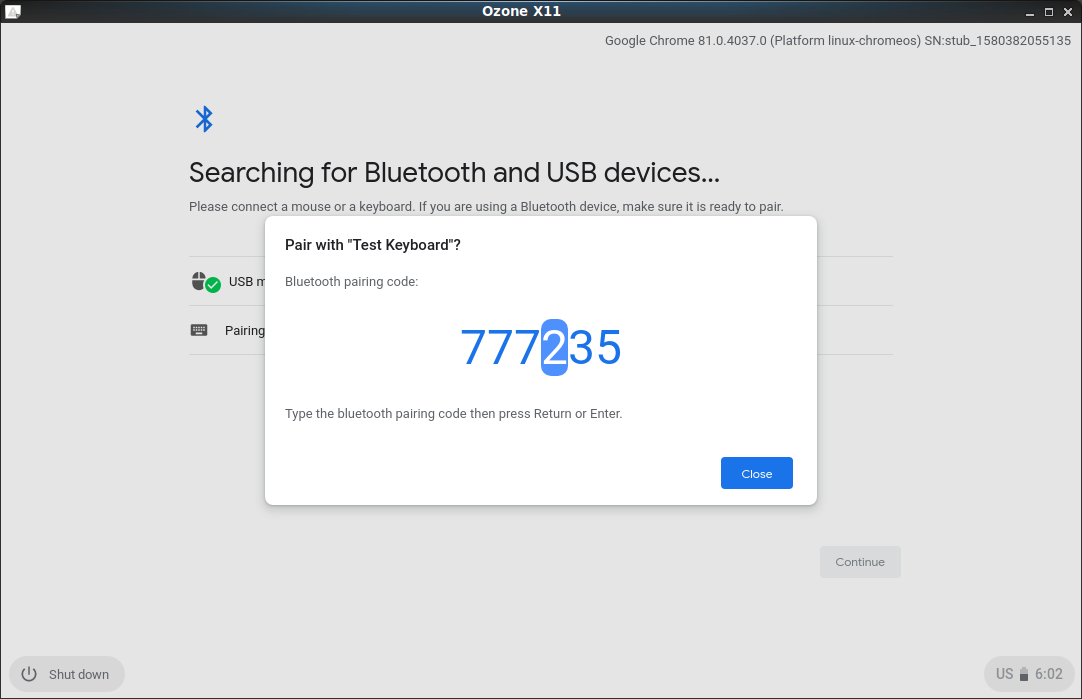 Ozone X11
Google Chrome 81.0.4037.0 (Platform linux-chromeos) SN:stub_1580382055135
Searching for Bluetooth and USB devices...
Please connect a mouse or a keyboard. If you are using a Bluetooth device, make sure it is ready to pair.
Pair with "Test Keyboard"?
Bluetooth pairing code:
USB m
777235
Pairing
Type the bluetooth pairing code then press Return or Enter.
Close
Continue
Shut down
US 6:02